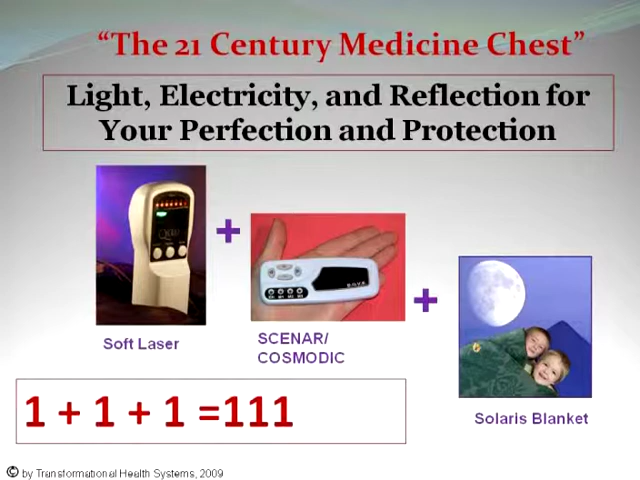 “The 21 Century Medicine Chest”
Light, Electricity, and Reflection for
Your Perfection and Protection
+
+
Soft Laser
SCENAR/
COSMODIC
Solaris Blanket
1 + 1 + 1 =111
© by Transformational Health Systems, 2009